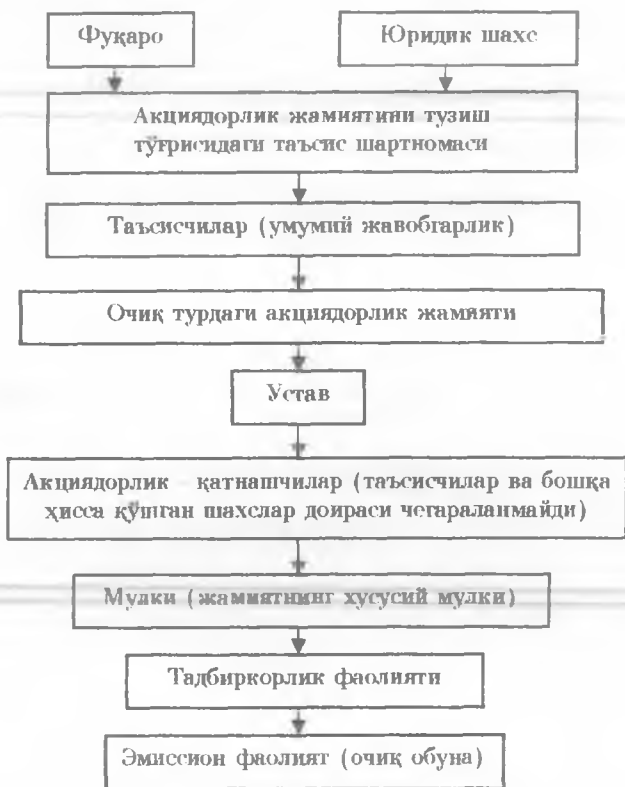 Фуқаро
Юридик шахс
Акциядорлик жамиятини тузиш
тўғрисидаги таъсис шартномаси
Таъсисчилар (умумий жавобгарлик)
Очиқ турдаги акциядорлик жамияти
Устав
Акциядорлик қатнашчилар (таъсисчилар ва бошқа
ҳисса қўшган шахслар доираси чегараланмайди)
Мулки (жамиятнинг хусусий мулки)
Тадбиркорлик фаолияти
Эмиссион фаолият (очиқ обуна)